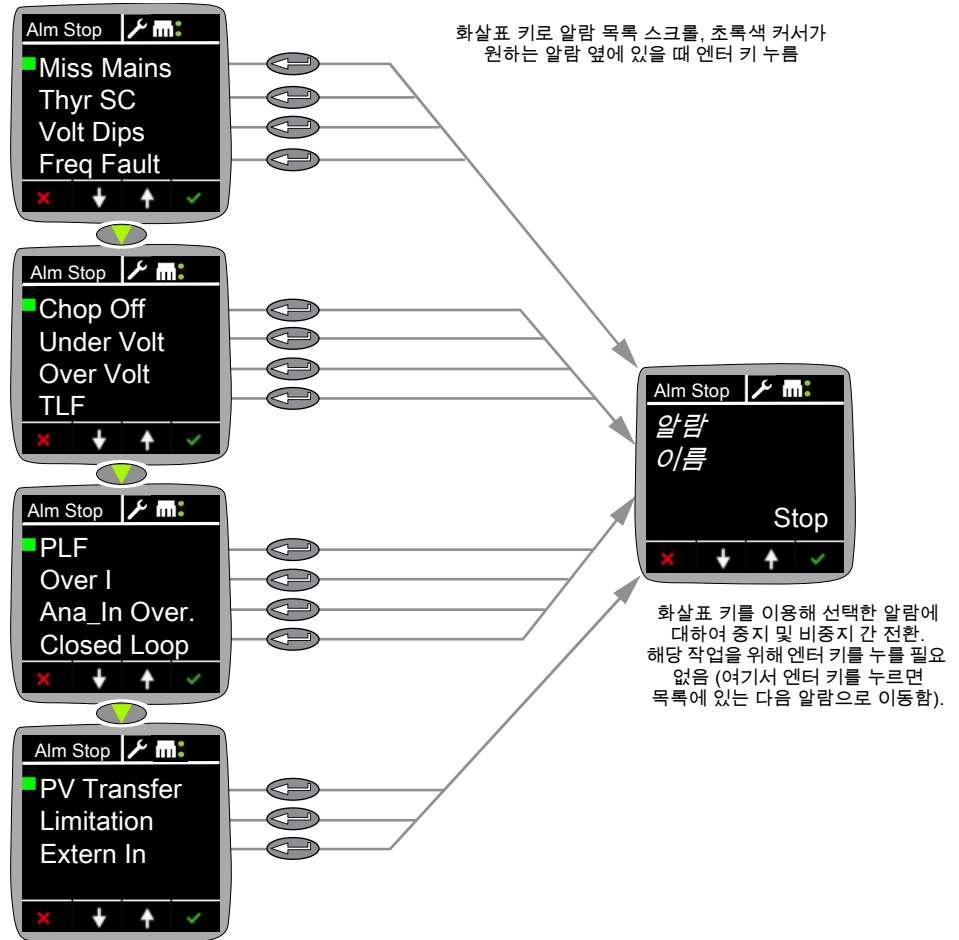 Alm Stop
Miss Mains
Thyr SC
Volt Dips
Freq Fault
화살표 키로 알람 목록 스크롤, 초록색 커서가
원하는 알람 옆에 있을 때 엔터 키 누름
Alm Stop
Chop Off
Under Volt
Over Volt
TLF
Alm Stop
알람
이름
Stop
화살표 키를 이용해 선택한 알람에
대하여 중지 및 비중지 간 전환.
해당 작업을 위해 엔터 키를 누를 필요
없음 (여기서 엔터 키를 누르면
목록에 있는 다음 알람으로 이동함).
Alm Stop
PLF
Over I
Ana_In Over.
Closed Loop
Alm Stop
PV Transfer
Limitation
Extern In